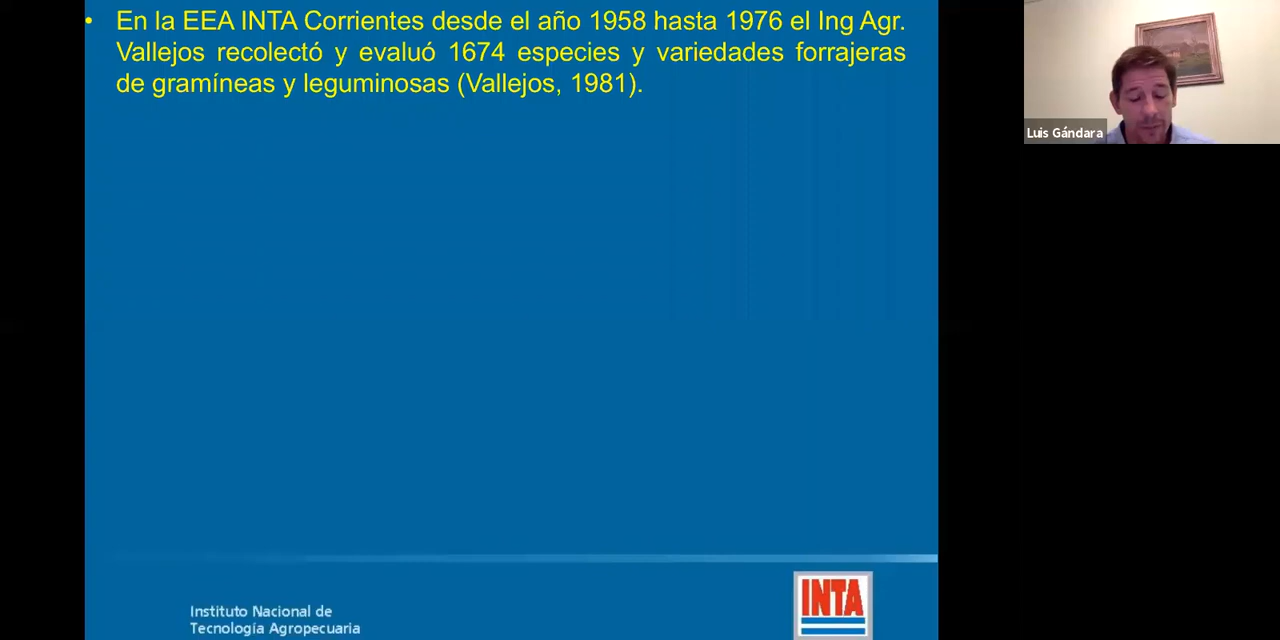 • En la EEA INTA Corrientes desde el año 1958 hasta 1976 el Ing Agr.
Vallejos recolectó y evaluó 1674 especies y variedades forrajeras
de gramíneas y leguminosas (Vallejos, 1981).
Luis Gándara
Instituto Nacional de
Tecnología Agropecuaria
INTA